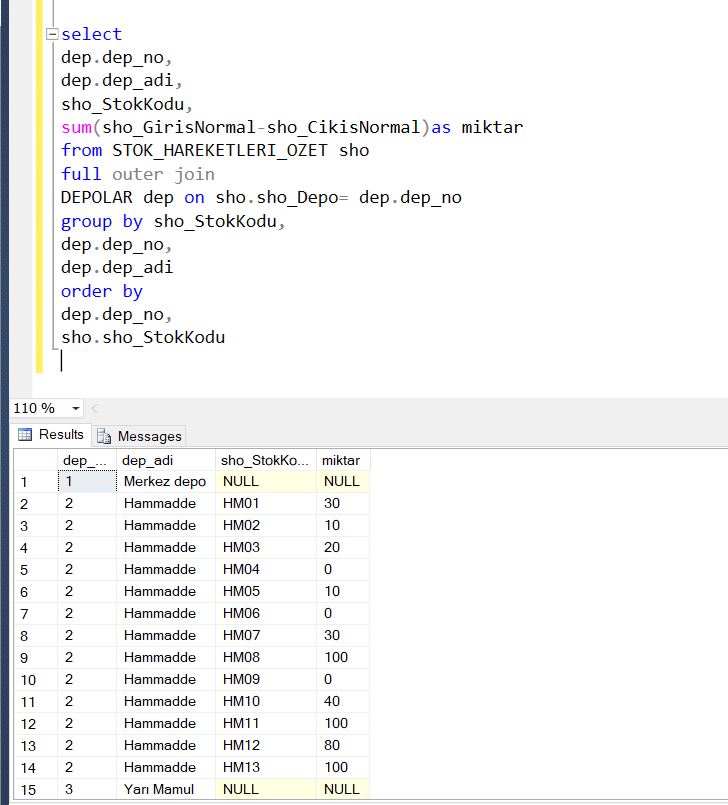 select
dep.dep_no,
dep.dep_adi,
sho_StokKodu,
sum(sho_GirisNormal-sho_CikisNormal)as miktar
from STOK_HAREKETLERI_OZET sho
full outer join
DEPOLAR dep on sho.sho_Depo= dep.dep_no
group by sho_StokKodu,
dep.dep_no,
dep.dep_adi
order by
dep.dep_no,
sho.sho_StokKodu
110 %
Results Messages
dep_... dep_adi sho_StokKo... miktar
1 1 Merkez depo NULL NULL
2 2 Hammadde HM01 30
3 2 Hammadde HM02 10
4 2 Hammadde HM03 20
5 2 Hammadde HM04 0
6 2 Hammadde HM05 10
7 2 Hammadde HM06 0
8 2 Hammadde HM07 30
9 2 Hammadde HM08 100
10 2 Hammadde HM09 0
11 2 Hammadde HM10 40
12 2 Hammadde HM11 100
13 2 Hammadde HM12 80
14 2 Hammadde HM13 100
15 3 Yarı Mamul NULL NULL